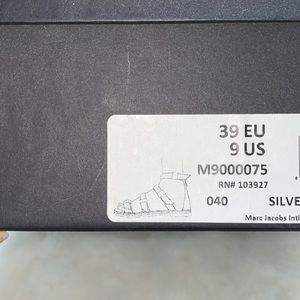 39 EU
9 US
M9000075
RN# 103927
040 SILVE
Marc Jacobs Intl